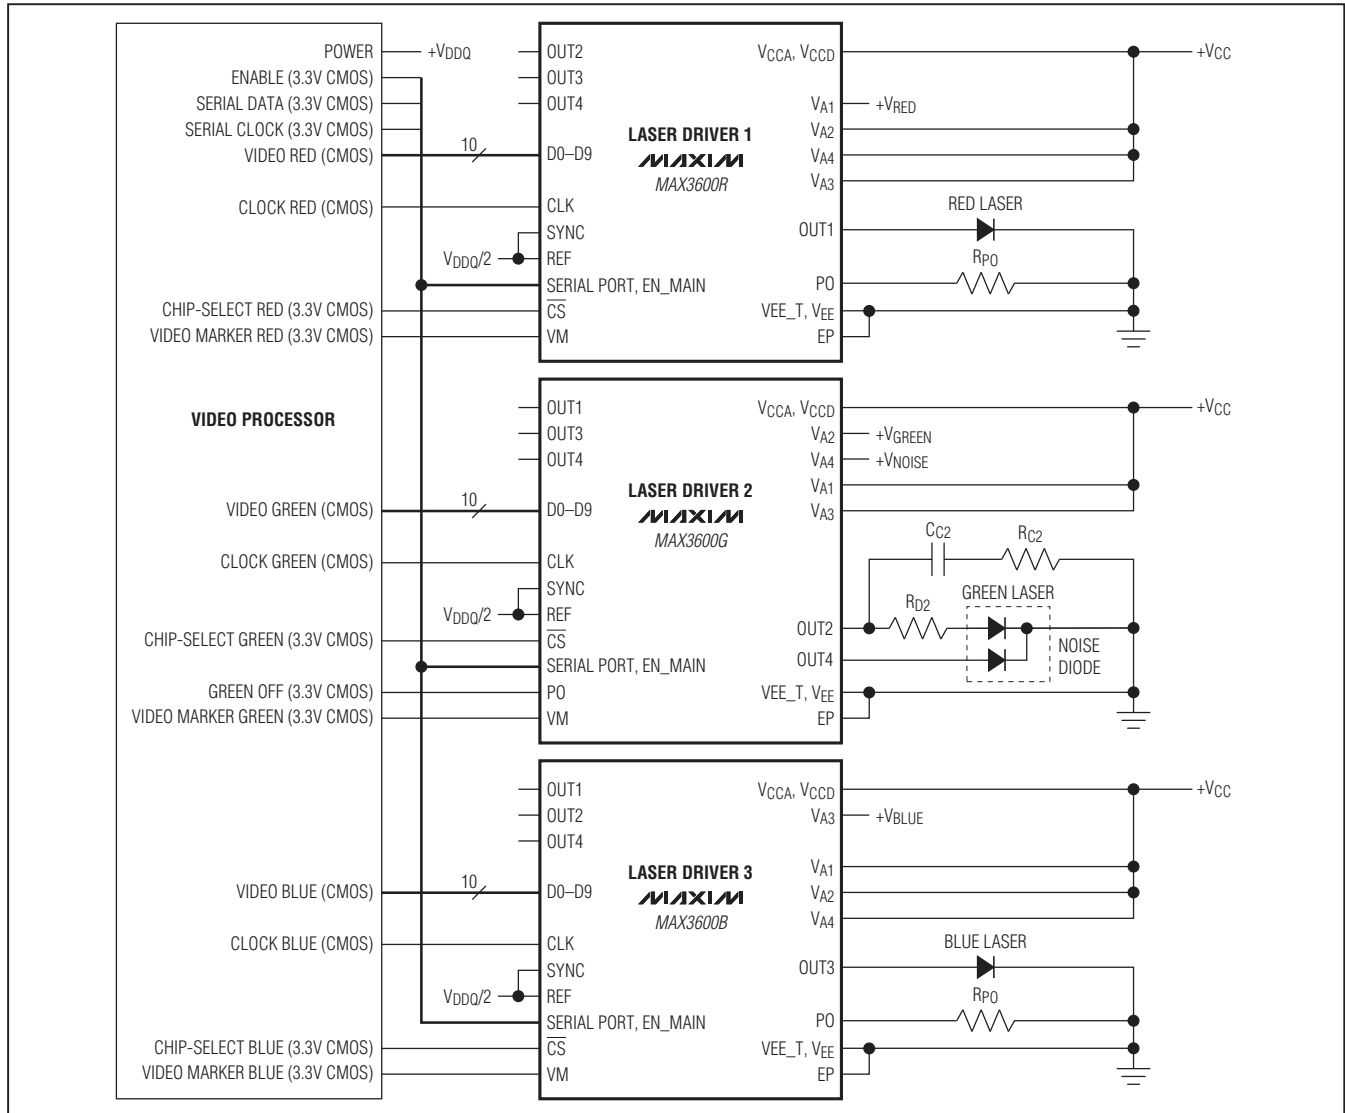 POWER
ENABLE (3.3V CMOS)
SERIAL DATA (3.3V CMOS)
SERIAL CLOCK (3.3V CMOS)
VIDEO RED (CMOS)
CLOCK RED (CMOS)
CHIP-SELECT RED (3.3V CMOS)
VIDEO MARKER RED (3.3V CMOS)
VIDEO PROCESSOR
VIDEO GREEN (CMOS)
CLOCK GREEN (CMOS)
CHIP-SELECT GREEN (3.3V CMOS)
GREEN OFF (3.3V CMOS)
VIDEO MARKER GREEN (3.3V CMOS)
VIDEO BLUE (CMOS)
CLOCK BLUE (CMOS)
CHIP-SELECT BLUE (3.3V CMOS)
VIDEO MARKER BLUE (3.3V CMOS)
+VDDQ
10
VDDQ/2
OUT2
OUT3
OUT4
D0–D9
CLK
SYNC
REF
SERIAL PORT, EN_MAIN
CS
VM
LASER DRIVER 1
MAXIM
MAX3600R
VCCA, VCCD
VA1
VA2
VA4
VA3
OUT1
PO
VEE_T, VEE
EP
+VCC
+VRED
RED LASER
RPO
10
VDDQ/2
OUT1
OUT3
OUT4
D0–D9
CLK
SYNC
REF
CS
SERIAL PORT, EN_MAIN
PO
VM
LASER DRIVER 2
MAXIM
MAX3600G
VCCA, VCCD
VA2
VA4
VA1
VA3
OUT2
OUT4
VEE_T, VEE
EP
+VCC
+VGREEN
+VNOISE
CC2
RC2
RD2
GREEN LASER
NOISE
DIODE
10
VDDQ/2
OUT1
OUT2
OUT4
D0–D9
CLK
SYNC
REF
SERIAL PORT, EN_MAIN
CS
VM
LASER DRIVER 3
MAXIM
MAX3600B
VCCA, VCCD
VA3
VA1
VA2
VA4
OUT3
PO
VEE_T, VEE
EP
+VCC
+VBLUE
BLUE LASER
RPO